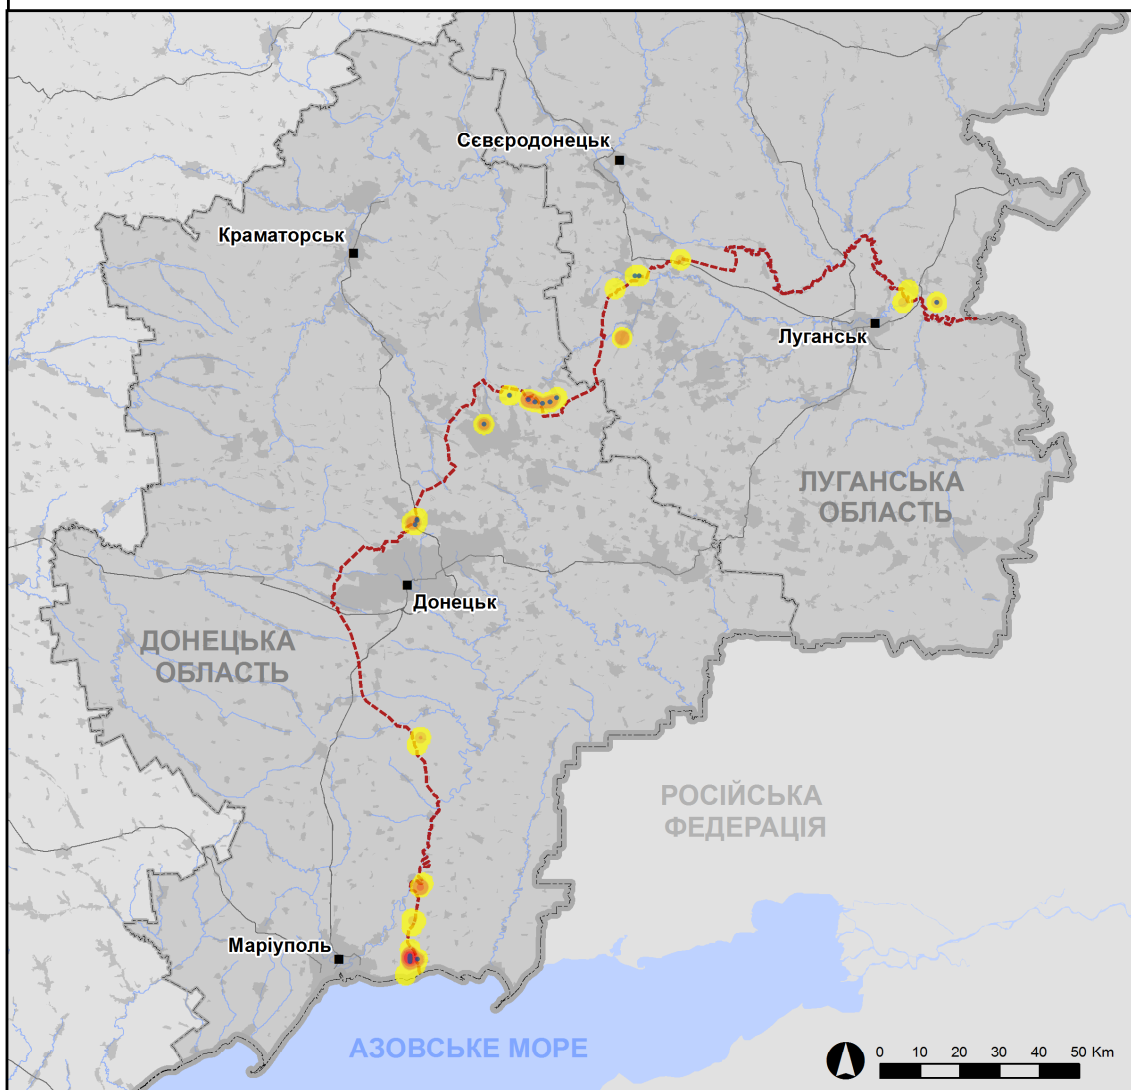 Сєвєродонецьк
Краматорськ
Луганськ
ЛУГАНСЬКА
ОБЛАСТЬ
Донецьк
ДОНЕЦЬКА
ОБЛАСТЬ
РОСІЙСЬКА
ФЕДЕРАЦІЯ
Маріуполь
АЗОВСЬКЕ МОРЕ
0 10 20 30 40 50 Km